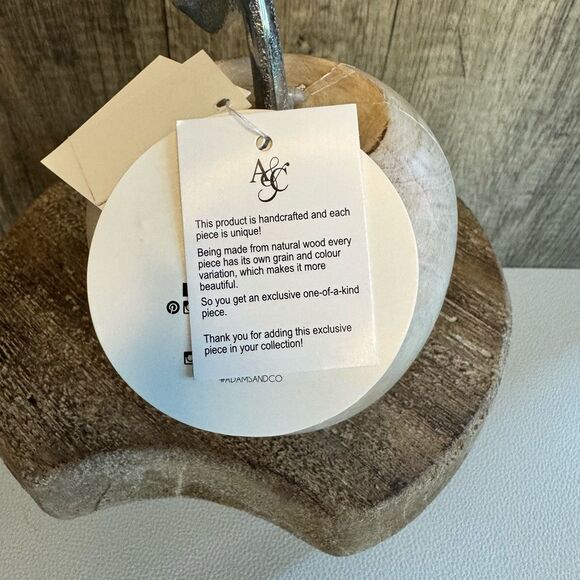 A&C
This product is handcrafted and each
piece is unique!
Being made from natural wood every
piece has its own grain and colour
variation, which makes it more
beautiful.
So you get an exclusive one-of-a-kind
piece.
Thank you for adding this exclusive
piece in your collection!
#ADAMSANDCO